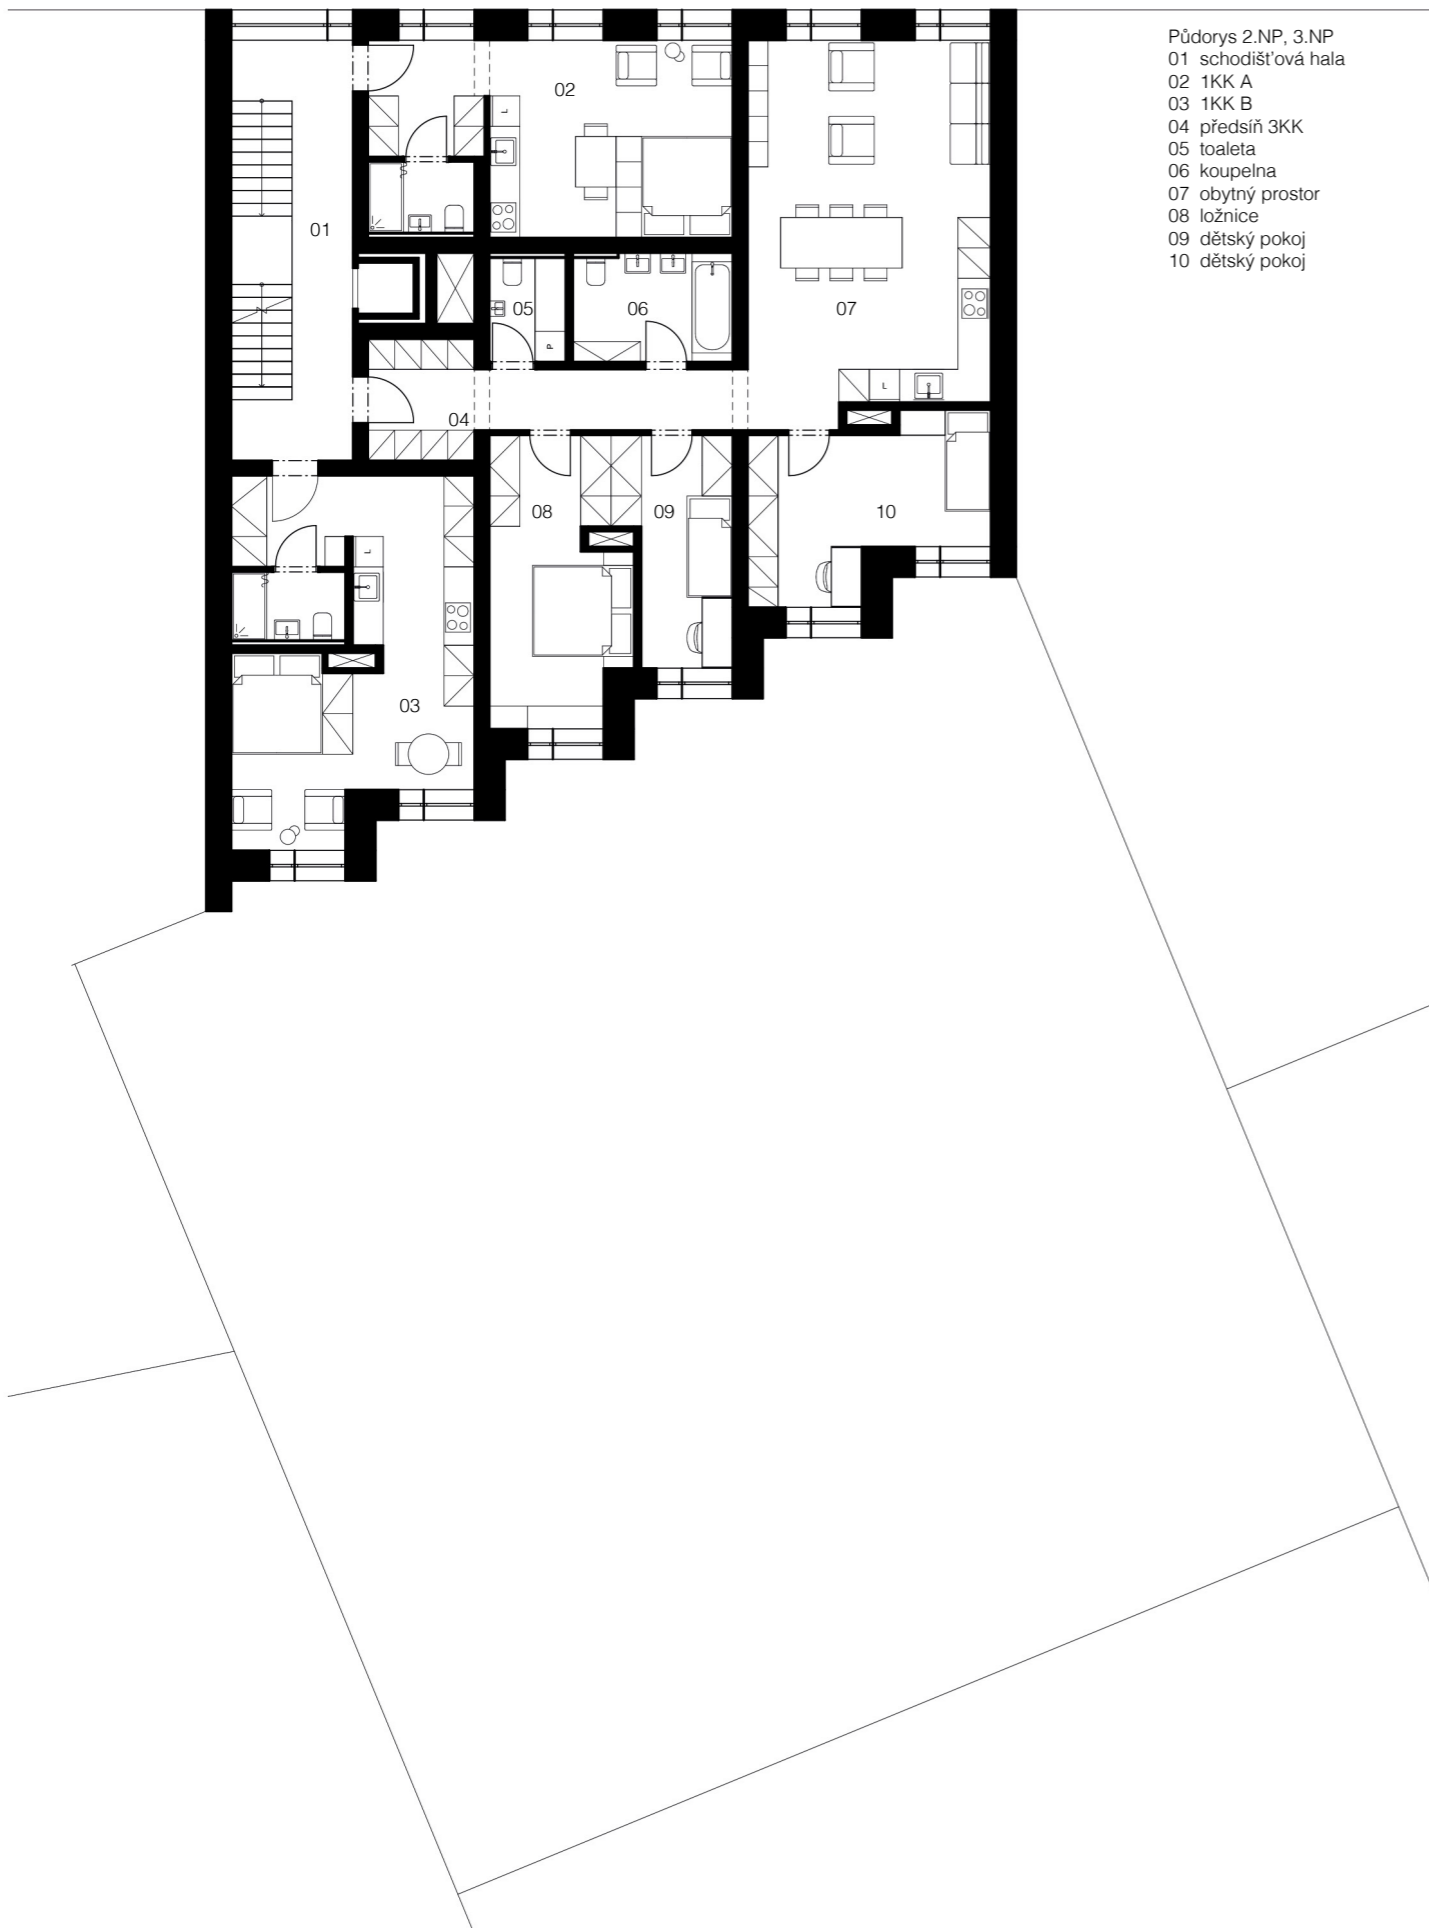 Půdorys 2.NP, 3.NP
01 schodišťová hala
02 1KK A
03 1KK B
04 předsíň 3KK
05 toaleta
06 koupelna
07 obytný prostor
08 ložnice
09 dětský pokoj
10 dětský pokoj
02
L
01
05
06
07
P
L
04
08
09
10
L
03